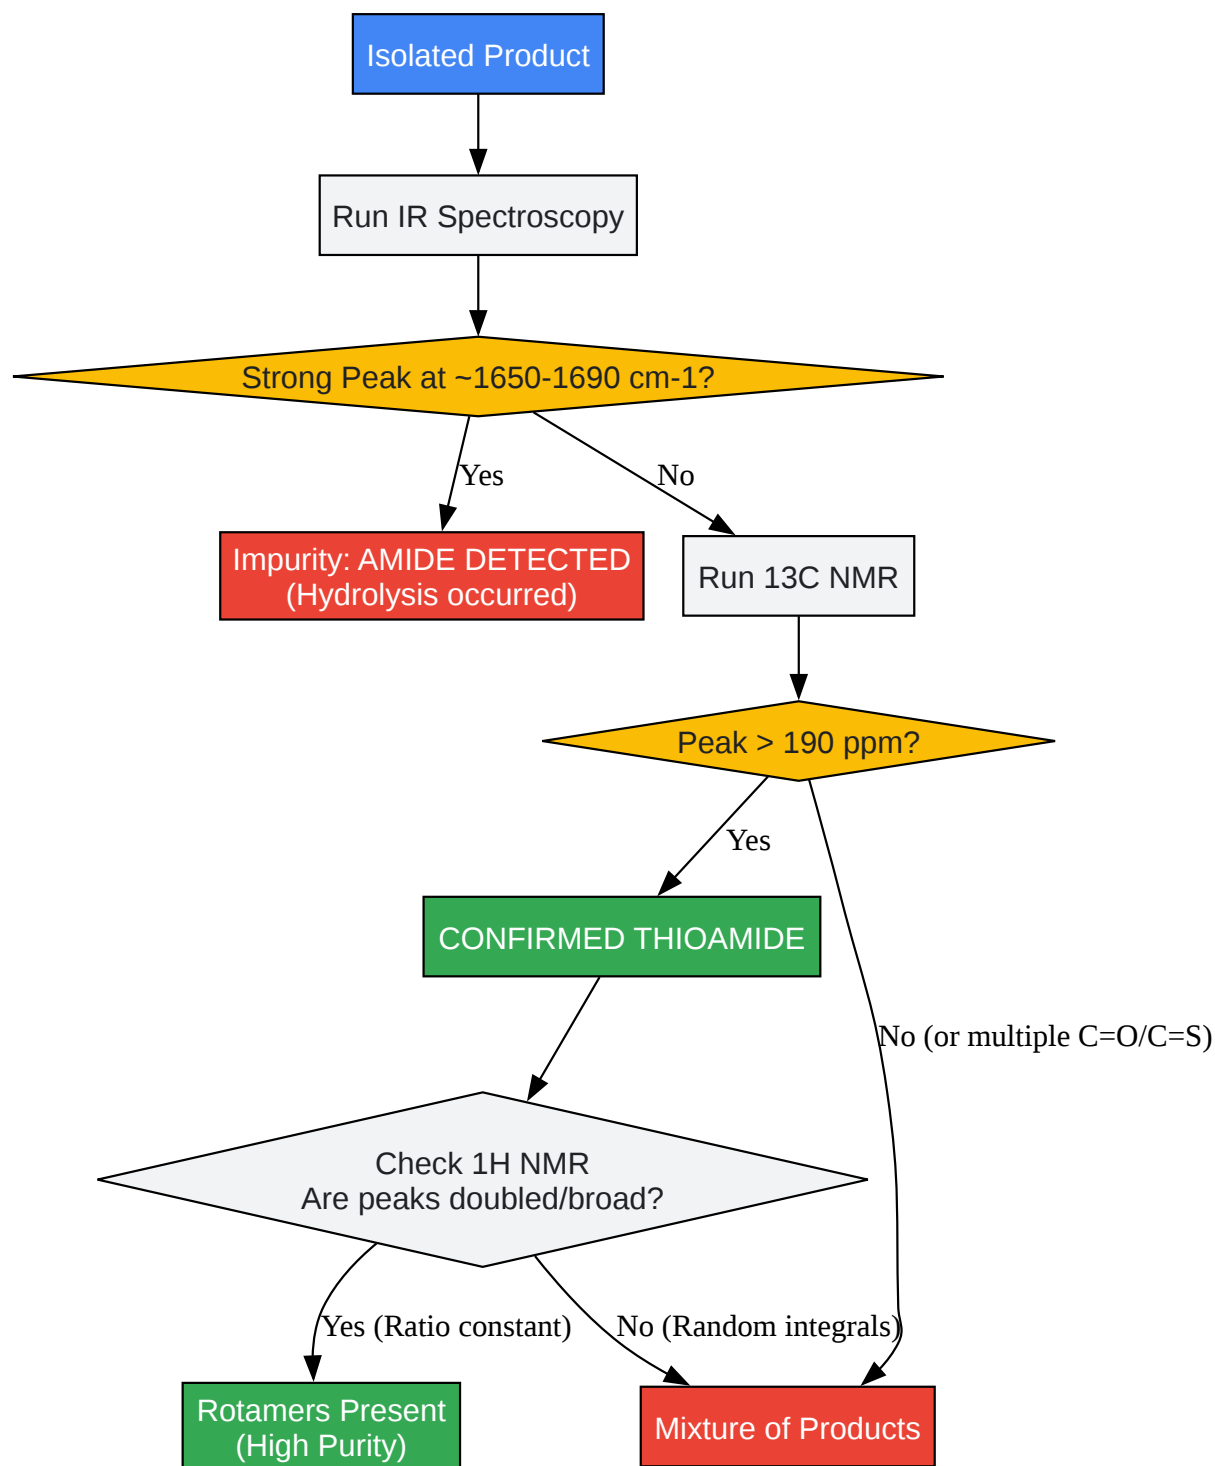 Isolated Product
Run IR Spectroscopy
Strong Peak at ~1650-1690 cm-1?
Yes
No
Impurity: AMIDE DETECTED
(Hydrolysis occurred)
Run 13C NMR
Peak > 190 ppm?
Yes
CONFIRMED THIOAMIDE
No (or multiple C=O/C=S)
Check 1H NMR
Are peaks doubled/broad?
Yes (Ratio constant)
No (Random integrals)
Rotamers Present
(High Purity)
Mixture of Products